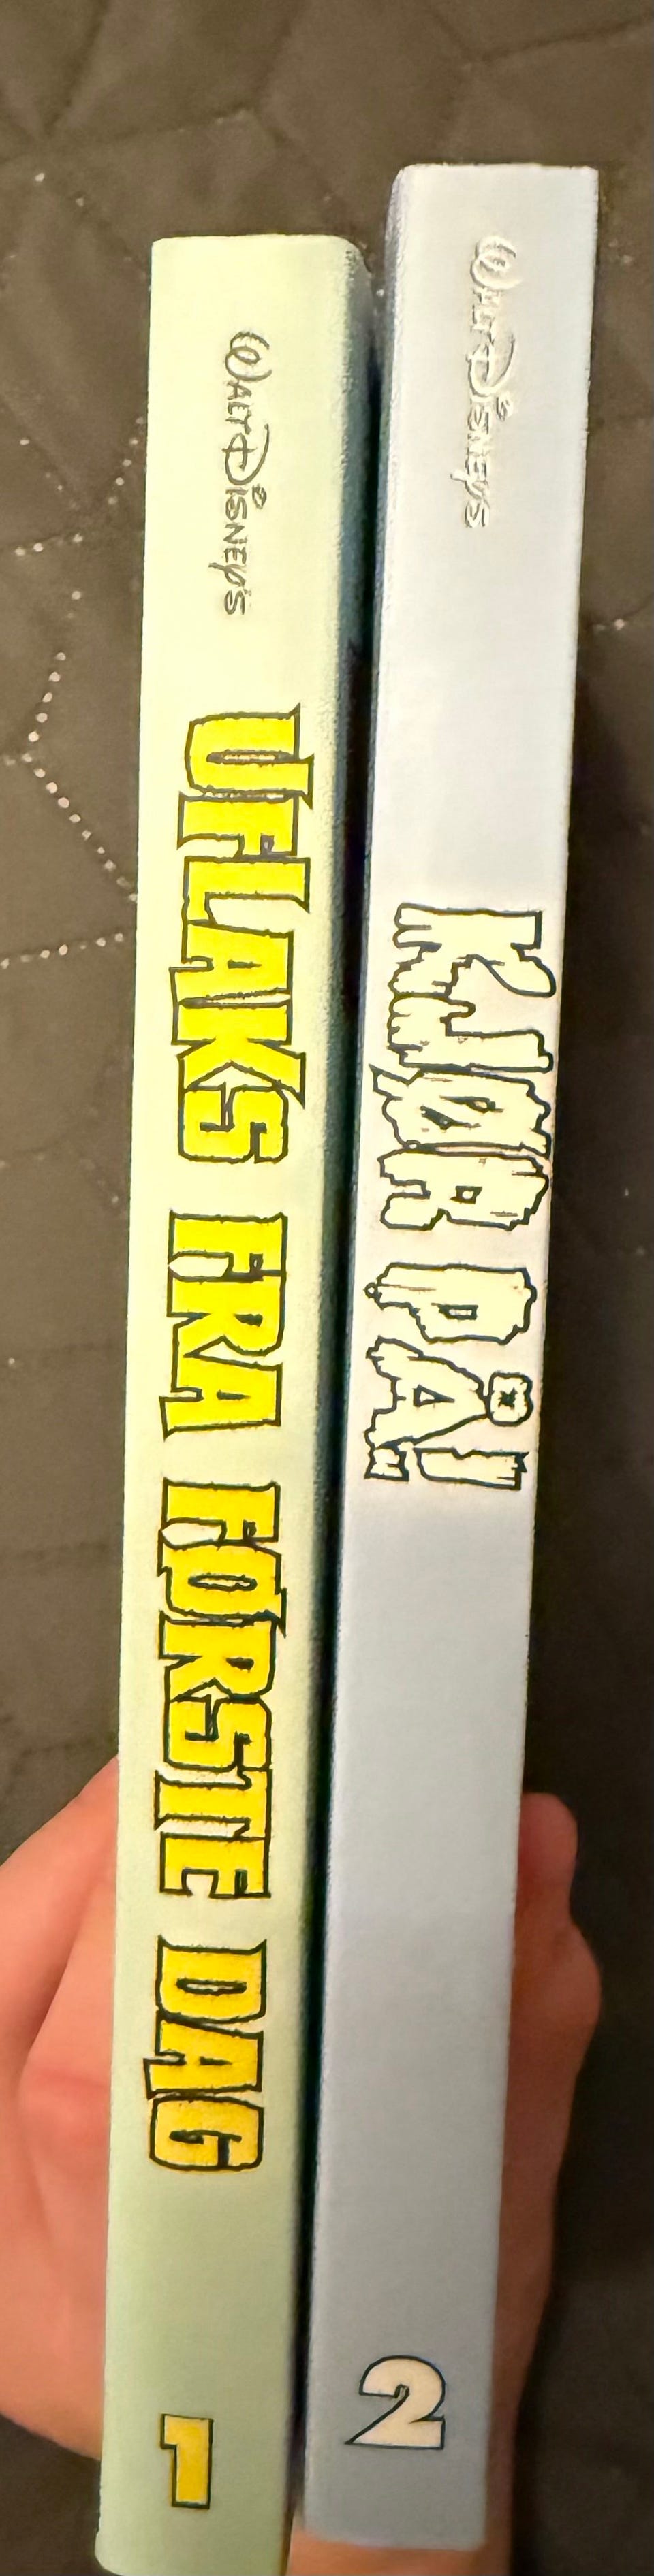 WALT DISNEY'S UFLAKS FRA FØRSTE DAG 1
WALT DISNEY'S KJØR PÅ! 2